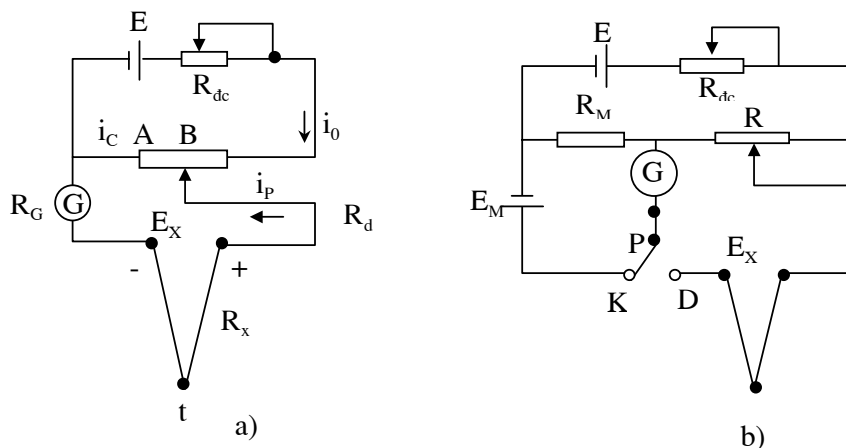 E
R_đc
i_C A B i_0
i_P
R_G G E_X R_d
- +
R_x
t
a)
E
R_đc
R_M R
G
E_M
P E_X
K D
b)